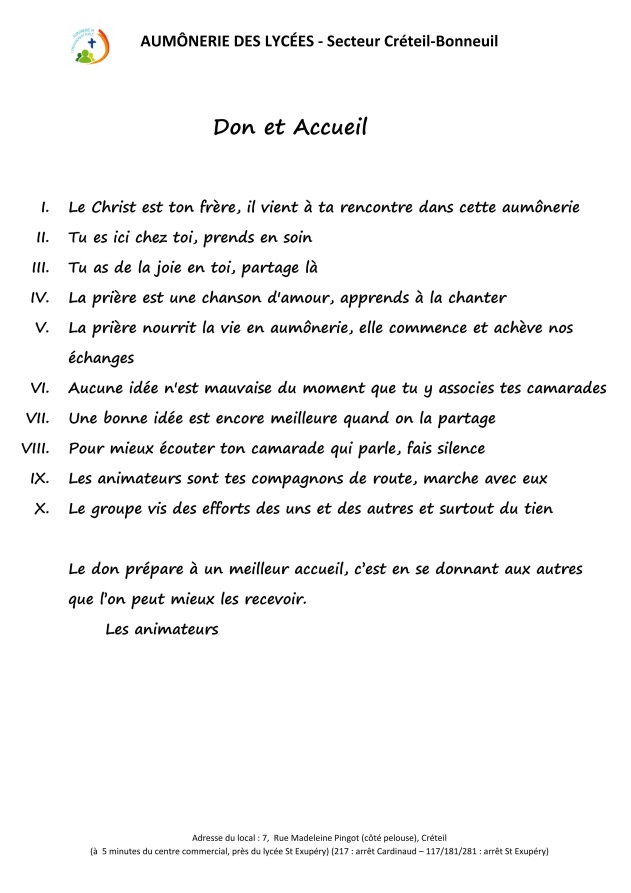 AUMÔNERIE DES LYCÉES - Secteur Créteil-Bonneuil
Don et Accueil
I. Le Christ est ton frère, il vient à ta rencontre dans cette aumônerie
II. Tu es ici chez toi, prends en soin
III. Tu as de la joie en toi, partage là
IV. La prière est une chanson d'amour, apprends à la chanter
V. La prière nourrit la vie en aumônerie, elle commence et achève nos
échanges
VI. Aucune idée n'est mauvaise du moment que tu y associes tes camarades
VII. Une bonne idée est encore meilleure quand on la partage
VIII. Pour mieux écouter ton camarade qui parle, fais silence
IX. Les animateurs sont tes compagnons de route, marche avec eux
X. Le groupe vis des efforts des uns et des autres et surtout du tien
Le don prépare à un meilleur accueil, c’est en se donnant aux autres
que l’on peut mieux les recevoir.
Les animateurs
Adresse du local : 7, Rue Madeleine Pingot (côté pelouse), Créteil
(à 5 minutes du centre commercial, près du lycée St Exupéry) (217 : arrêt Cardinaud – 117/181/281 : arrêt St Exupéry)